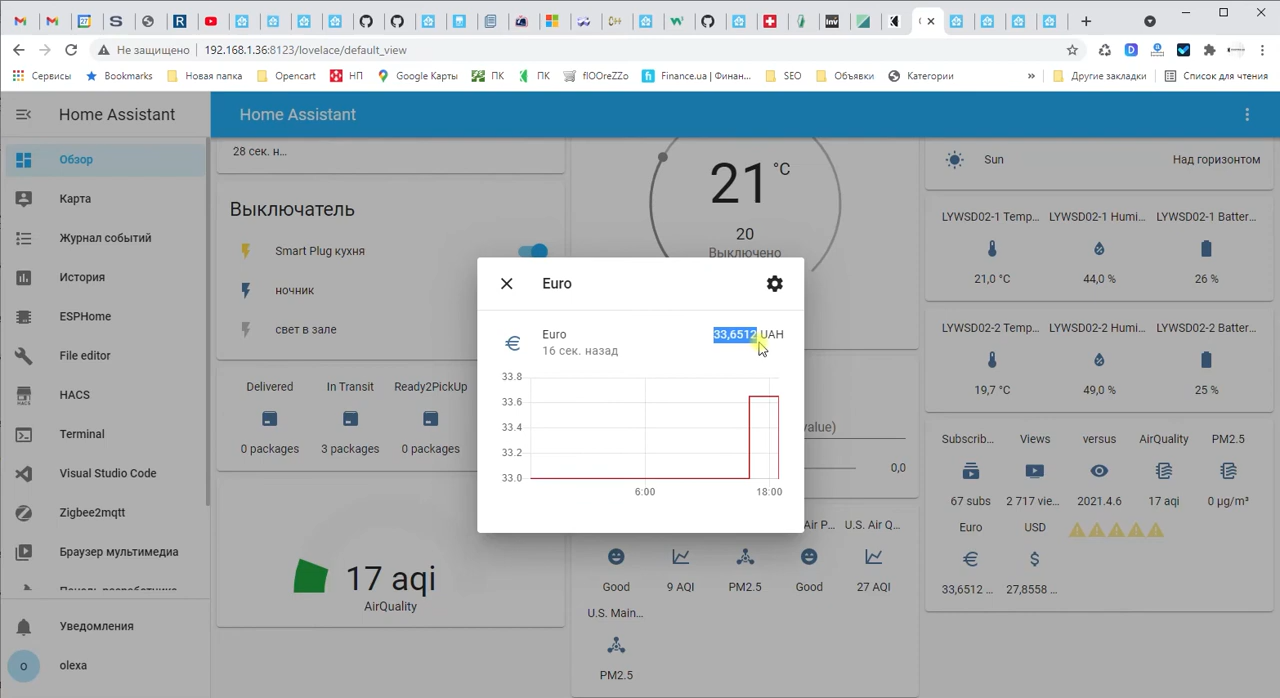 Не защищено 192.168.1.36:8123/lovelace/default_view
Сервисы Bookmarks Новая папка Opencart НП Google Карты ПК ПК flOOreZZo Finance.ua | Финан... SEO Объявки Категории » Другие закладки Список для чтения
Home Assistant
Обзор
Карта
Журнал событий
История
ESPHome
File editor
HACS
Terminal
Visual Studio Code
Zigbee2mqtt
Браузер мультимедиа
Уведомления
o olexa
Home Assistant
28 сек. н...
Выключатель
Smart Plug кухня
ночник
свет в зале
Delivered In Transit Ready2PickUp
0 packages 3 packages 0 packages
17 aqi
AirQuality
21 °C
20
Выключено
Euro
Euro 33,6512 UAH
16 сек. назад
33.8
33.6
33.4
33.2
33.0
6:00 18:00
value)
0,0
Air P... U.S. Air Q...
Good 9 AQI PM2.5 Good 27 AQI
U.S. Main...
PM2.5
Sun Над горизонтом
LYWSD02-1 Temp... LYWSD02-1 Humi... LYWSD02-1 Batter...
21,0 °C 44,0 % 26 %
LYWSD02-2 Temp... LYWSD02-2 Humi... LYWSD02-2 Batter...
19,7 °C 49,0 % 25 %
Subscrib... Views versus AirQuality PM2.5
67 subs 2 717 vie... 2021.4.6 17 aqi 0 µg/m³
Euro USD
33,6512 ... 27,8558 ...